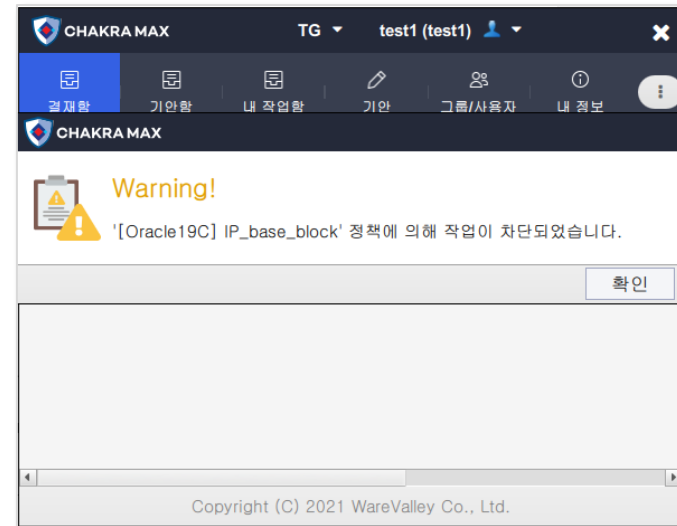 CHAKRA MAX TG test1 (test1)
결재함 기안함 내 작업함 기안 그룹/사용자 내 정보
CHAKRA MAX
Warning!
'[Oracle19C] IP_base_block' 정책에 의해 작업이 차단되었습니다.
확인
Copyright (C) 2021 WareValley Co., Ltd.